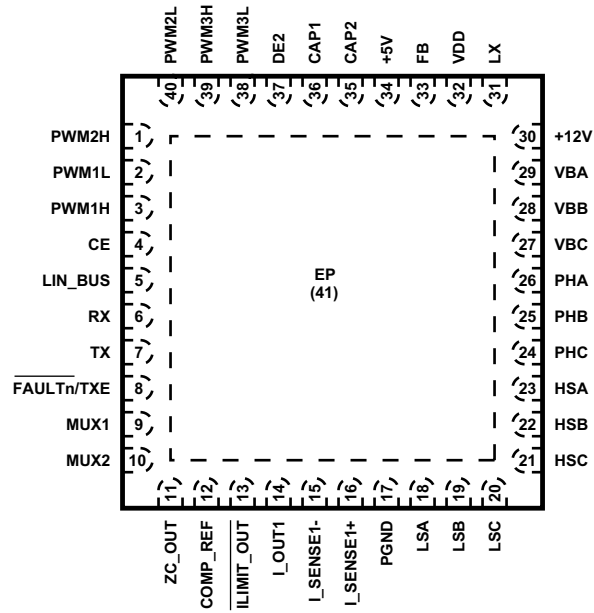 PWM2L
PWM3H
PWM3L
DE2
CAP1
CAP2
+5V
FB
VDD
LX
40
39
38
37
36
35
34
33
32
31
PWM2H 1
PWM1L 2
PWM1H 3
CE 4
LIN_BUS 5
RX 6
TX 7
FAULTn/TXE 8
MUX1 9
MUX2 10
EP
(41)
30 +12V
29 VBA
28 VBB
27 VBC
26 PHA
25 PHB
24 PHC
23 HSA
22 HSB
21 HSC
11
12
13
14
15
16
17
18
19
20
ZC_OUT
COMP_REF
ILIMIT_OUT
I_OUT1
I_SENSE1-
I_SENSE1+
PGND
LSA
LSB
LSC